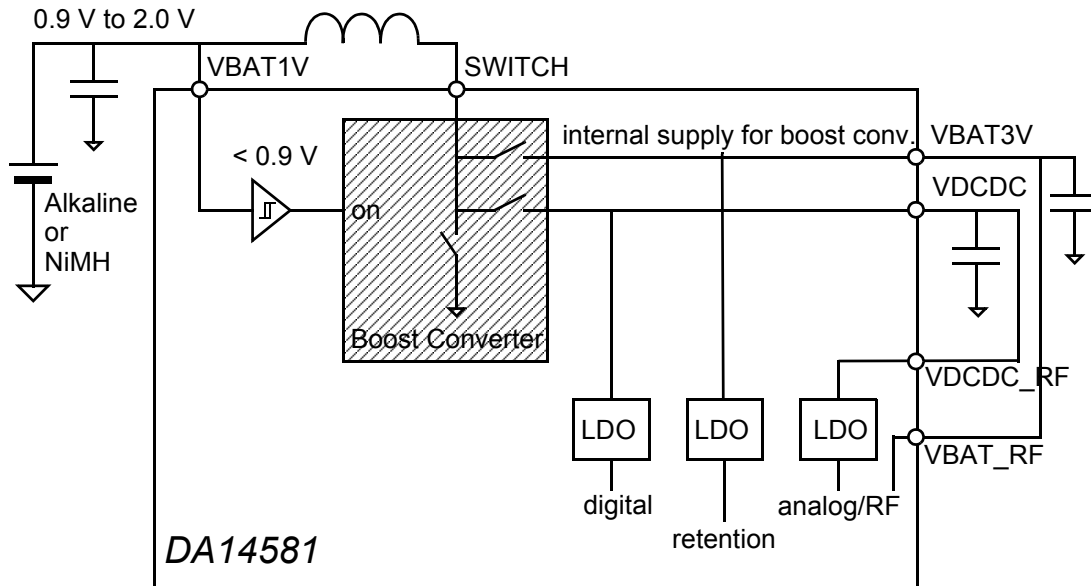 0.9 V to 2.0 V
VBAT1V
SWITCH
< 0.9 V
internal supply for boost conv.
VBAT3V
VDCDC
Alkaline
or
NiMH
on
Boost Converter
VDCDC_RF
LDO
LDO
LDO
VBAT_RF
digital
analog/RF
retention
DA14581